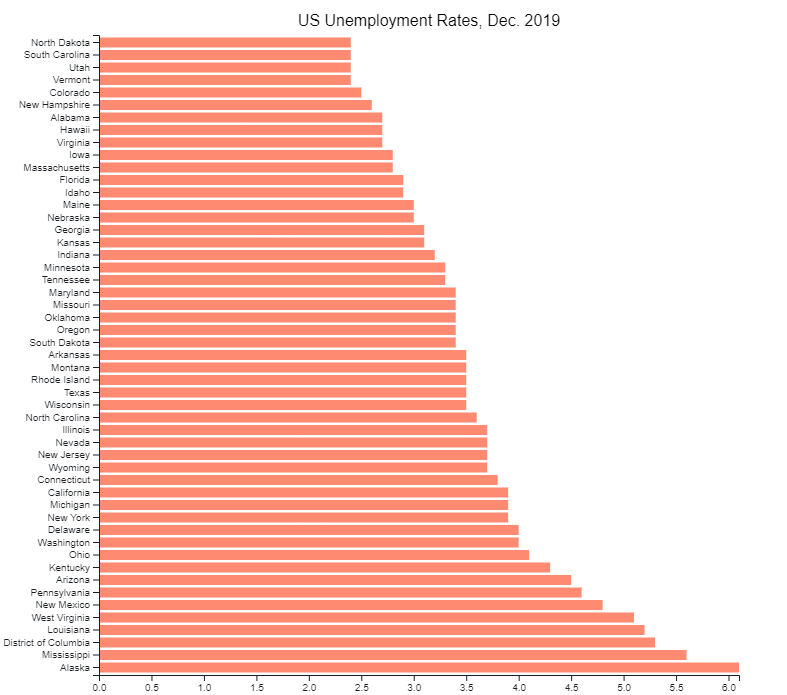 US Unemployment Rates, Dec. 2019
North Dakota
South Carolina
Utah
Vermont
Colorado
New Hampshire
Alabama
Hawaii
Virginia
Iowa
Massachusetts
Florida
Idaho
Maine
Nebraska
Georgia
Kansas
Indiana
Minnesota
Tennessee
Maryland
Missouri
Oklahoma
Oregon
South Dakota
Arkansas
Montana
Rhode Island
Texas
Wisconsin
North Carolina
Illinois
Nevada
New Jersey
Wyoming
Connecticut
California
Michigan
New York
Delaware
Washington
Ohio
Kentucky
Arizona
Pennsylvania
New Mexico
West Virginia
Louisiana
District of Columbia
Mississippi
Alaska
0.0 0.5 1.0 1.5 2.0 2.5 3.0 3.5 4.0 4.5 5.0 5.5 6.0